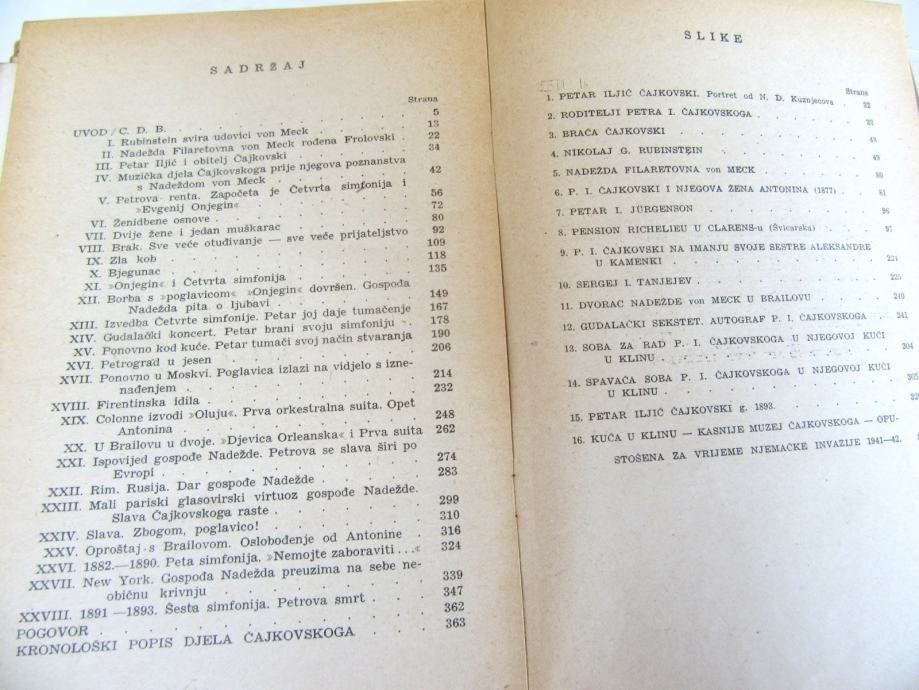 SADRŽAJ
Strana
UVOD / C. D. B. 5
I. Rubinstein svira udovici von Meck 13
II. Nadežda Filaretovna von Meck rođena Frolovski 22
III. Petar Iljić i obitelj Čajkovski 34
IV. Muzička djela Čajkovskoga prije njegova poznanstva
s Nadeždom von Meck 42
V. Petrova renta. Započeta je Četvrta simfonija i
»Evgenij Onjegin« 56
VI. Ženidbene osnove 72
VII. Dvije žene i jedan muškarac 80
VIII. Brak. Sve veće otuđivanje — sve veće prijateljstvo 92
IX. Zla kob 109
X. Bjegunac 118
XI. »Onjegin« i Četvrta simfonija 135
XII. Borba s »poglavicom« »Onjegin« dovršen. Gospođa
Nadežda pita o ljubavi 149
XIII. Izvedba Četvrte simfonije. Petar joj daje tumačenje 167
XIV. Gudalački koncert. Petar brani svoju simfoniju 178
XV. Ponovno kod kuće. Petar tumači svoj način stvaranja 190
XVI. Petrograd u jesen 206
XVII. Ponovno u Moskvi. Poglavica izlazi na vidjelo s izne-
nađenjem 214
XVIII. Firentinska idila 232
XIX. Colonne izvodi »Oluju«. Prva orkestralna suita. Opet
Antonina 248
XX. U Brailovu u dvoje. »Djevica Orleanska« i Prva suita 262
XXI. Ispovijed gospođe Nadežde. Petrova se slava širi po
Evropi 274
XXII. Rim. Rusija. Dar gospođe Nadežde 283
XXIII. Mali pariski glasovirski virtuoz gospođe Nadežde.
Slava Čajkovskoga raste 299
XXIV. Slava. Zbogom, poglavico! 310
XXV. Oproštaj s Brailovom. Oslobođenje od Antonine 316
XXVI. 1882.—1890. Peta simfonija. »Nemojte zaboraviti . . .« 324
XXVII. New York. Gospođa Nadežda preuzima na sebe ne-
običnu krivnju 339
XXVIII. 1891—1893. Šesta simfonija. Petrova smrt 347
POGOVOR 362
KRONOLOŠKI POPIS DJELA ČAJKOVSKOGA 363
SLIKE
Strana
1. PETAR ILJIĆ ČAJKOVSKI. Portret od N. D. Kuznjecova 22
2. RODITELJI PETRA I. ČAJKOVSKOGA 22
3. BRAĆA ČAJKOVSKI 48
4. NIKOLAJ G. RUBINSTEIN 49
5. NADEŽDA FILARETOVNA von MECK 80
6. P. I. ČAJKOVSKI I NJEGOVA ŽENA ANTONINA (1877) 81
7. PETAR I. JÜRGENSON 96
8. PENSION RICHELIEU U CLARENS-u (Švicarska) 97
9. P. I. ČAJKOVSKI NA IMANJU SVOJE SESTRE ALEKSANDRE
U KAMENKI 224
10. SERGEJ I. TANJEJEV 225
11. DVORAC NADEŽDE von MECK U BRAILOVU 240
12. GUDALAČKI SEKSTET. AUTOGRAF P. I. ČAJKOVSKOGA 241
13. SOBA ZA RAD P. I. ČAJKOVSKOGA U NJEGOVOJ KUĆI
U KLINU 304
14. SPAVAĆA SOBA P. I. ČAJKOVSKOGA U NJEGOVOJ KUĆI
U KLINU 305
15. PETAR ILJIĆ ČAJKOVSKI g. 1893.
16. KUĆA U KLINU — KASNIJE MUZEJ ČAJKOVSKOGA — OPU-
STOŠENA ZA VRIJEME NJEMAČKE INVAZIJE 1941—42.